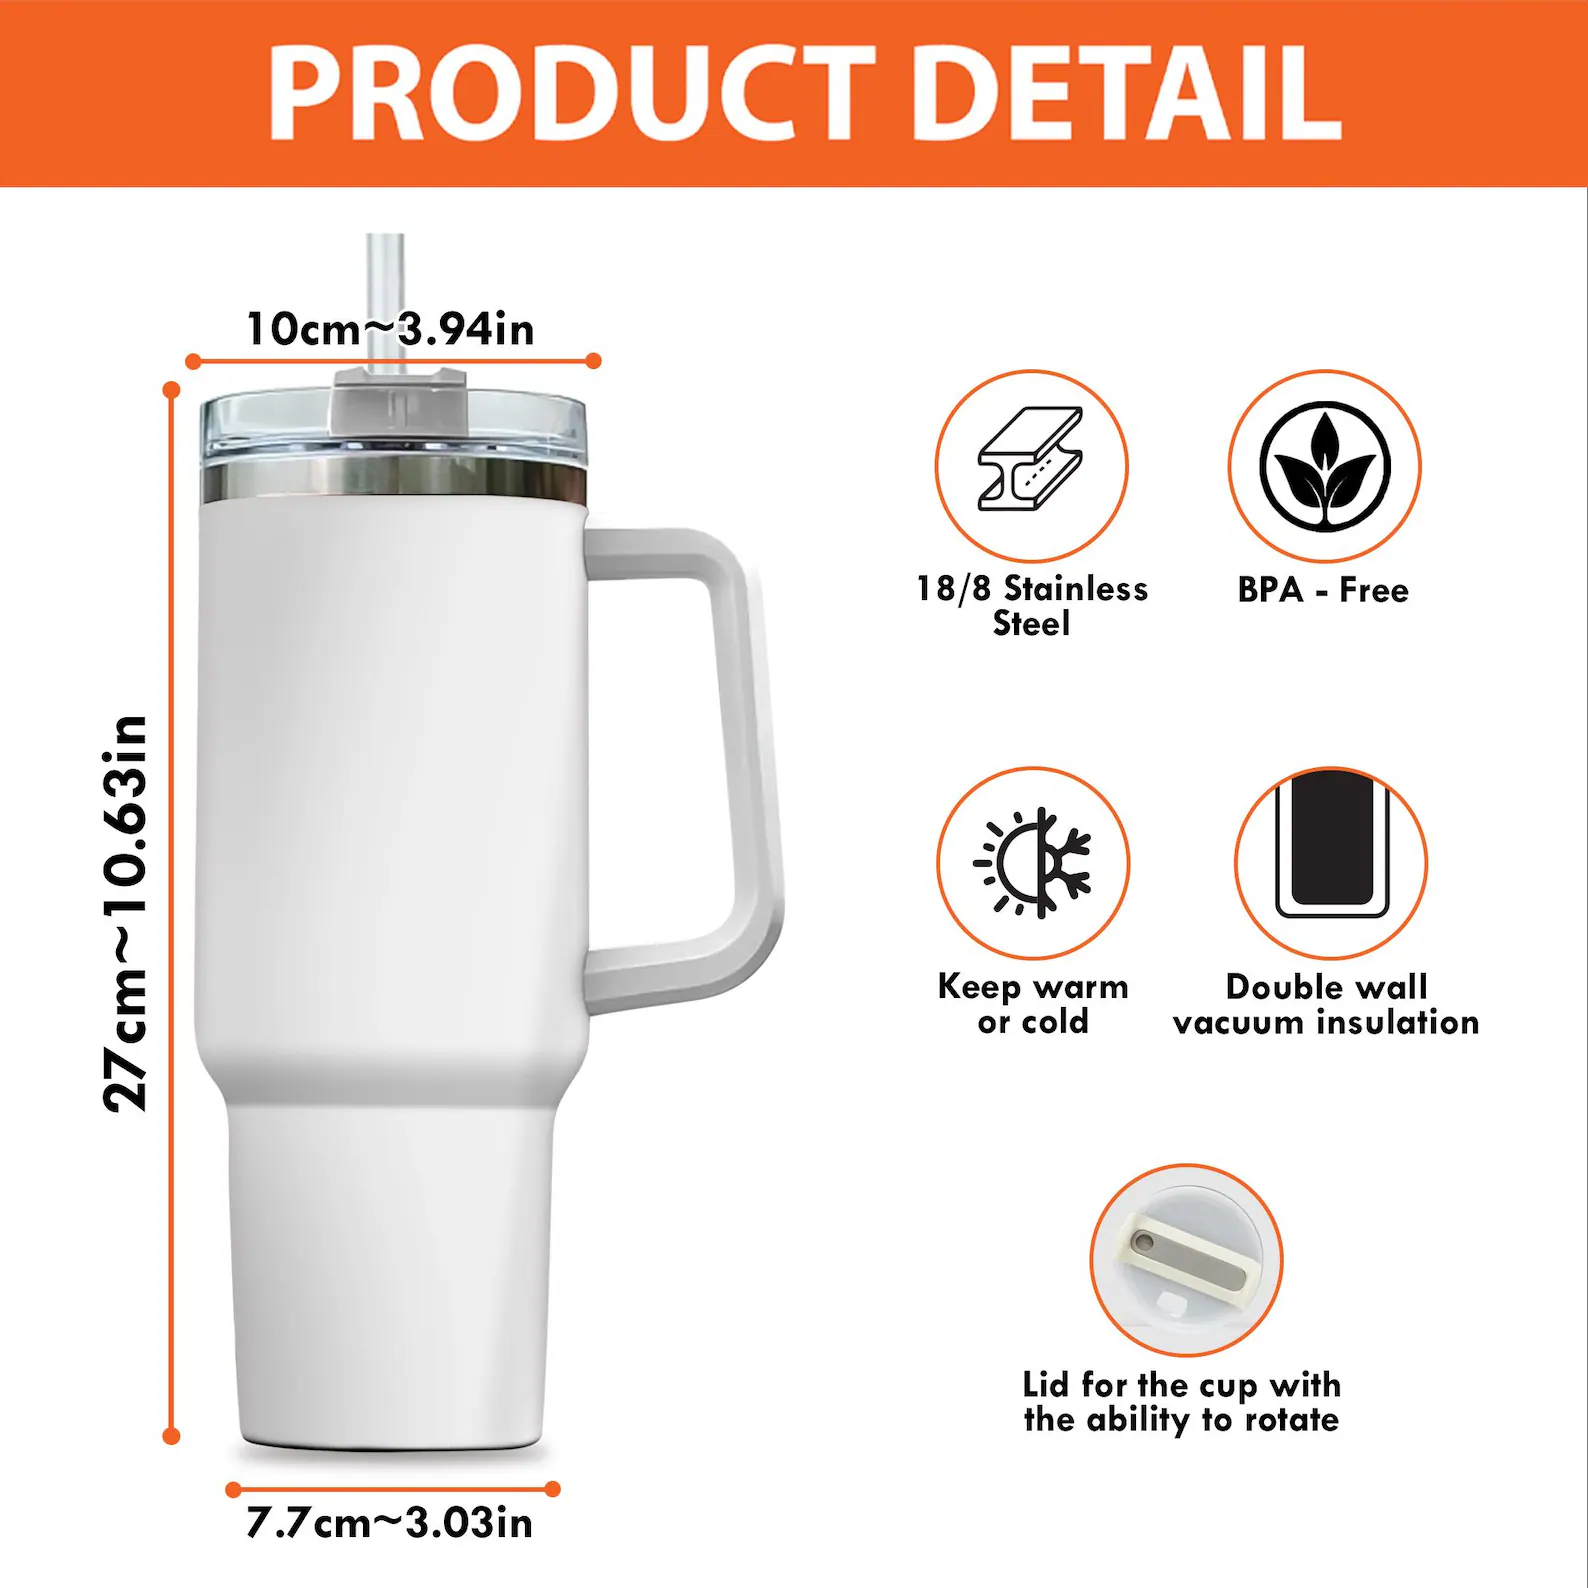 PRODUCT DETAIL
10cm~3.94in
27cm~10.63in
7.7cm~3.03in
18/8 Stainless
Steel
BPA - Free
Keep warm
or cold
Double wall
vacuum insulation
Lid for the cup with
the ability to rotate